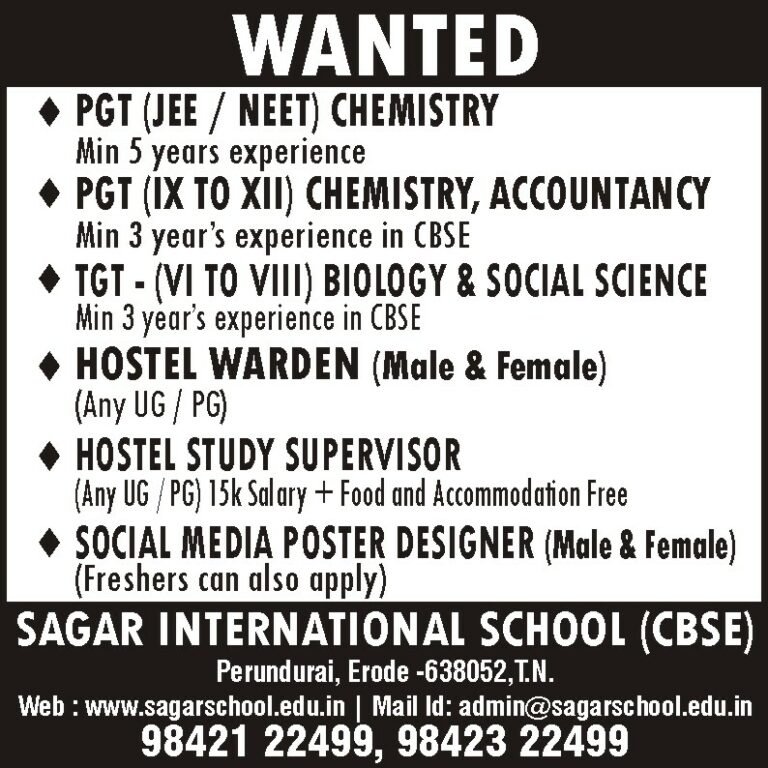 WANTED
♦ PGT (JEE / NEET) CHEMISTRY
Min 5 years experience
♦ PGT (IX TO XII) CHEMISTRY, ACCOUNTANCY
Min 3 year's experience in CBSE
♦ TGT - (VI TO VIII) BIOLOGY & SOCIAL SCIENCE
Min 3 year's experience in CBSE
♦ HOSTEL WARDEN (Male & Female)
(Any UG / PG)
♦ HOSTEL STUDY SUPERVISOR
(Any UG / PG) 15k Salary + Food and Accommodation Free
♦ SOCIAL MEDIA POSTER DESIGNER (Male & Female)
(Freshers can also apply)
SAGAR INTERNATIONAL SCHOOL (CBSE)
Perundurai, Erode -638052,T.N.
Web : www.sagarschool.edu.in | Mail Id: admin@sagarschool.edu.in
98421 22499, 98423 22499